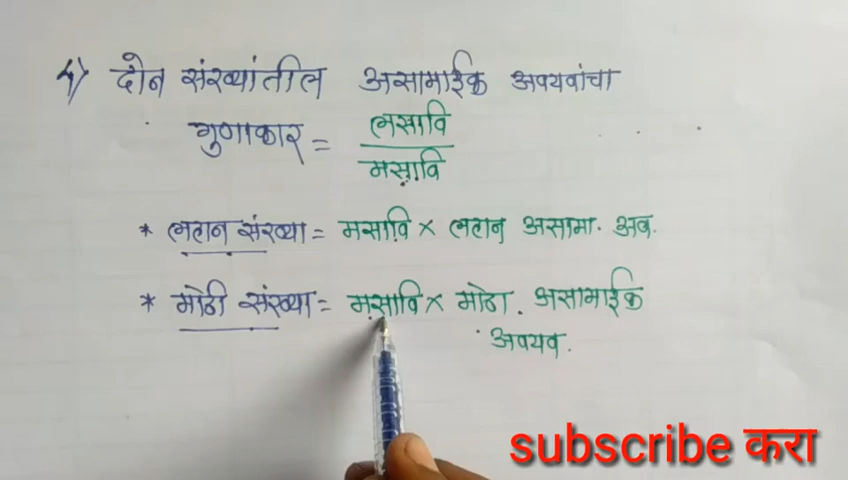 4) दोन संख्यांतील असामाईक अवयवांचा
गुणाकार = लसावि
मसावि
* लहान संख्या = मसावि × लहान असामा. अव.
* मोठी संख्या = मसावि × मोठा. असामाईक
अवयव.
subscribe करा